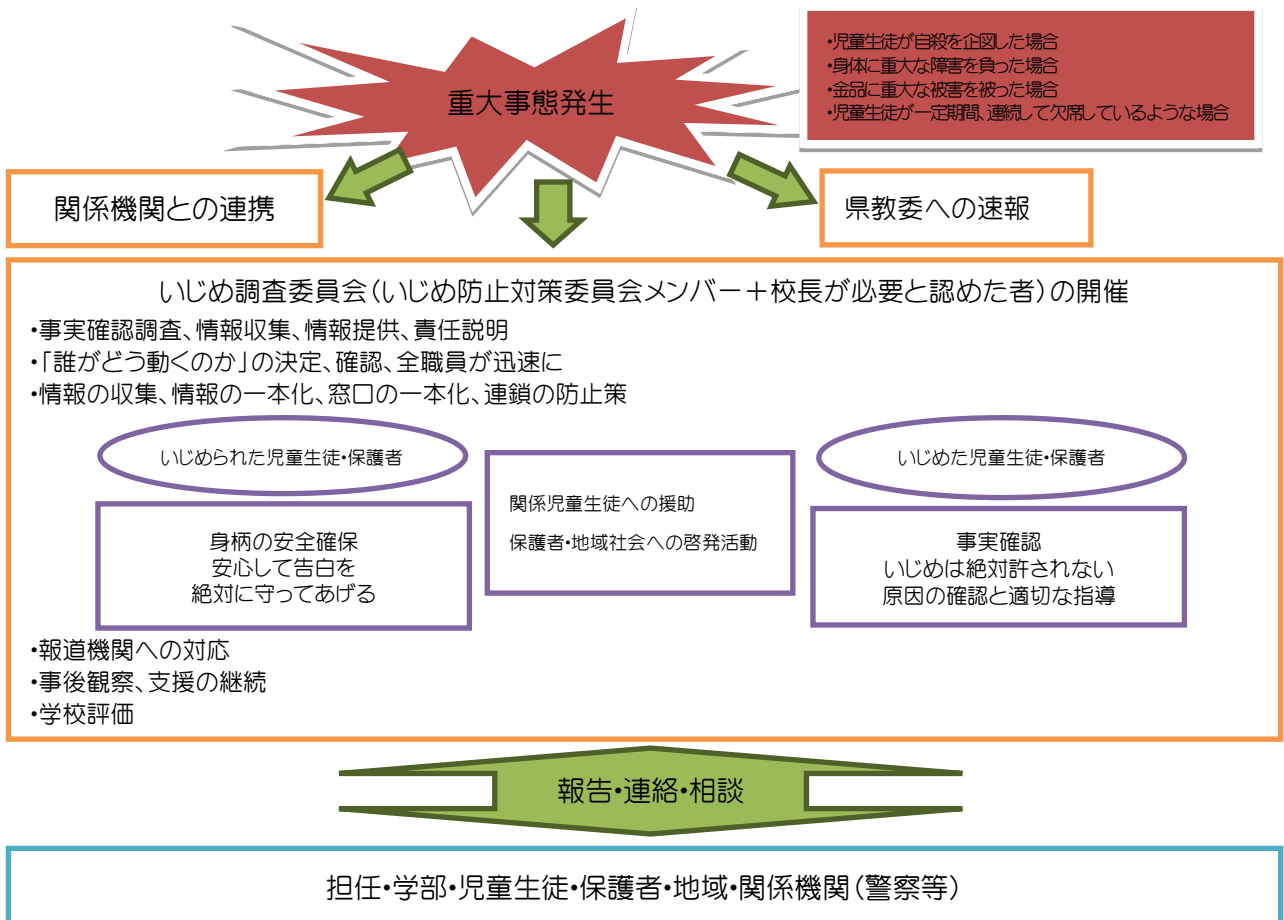 重大事態発生
・児童生徒が自殺を企図した場合
・身体に重大な障害を負った場合
・金品に重大な被害を被った場合
・児童生徒が一定期間、連続して欠席しているような場合
関係機関との連携
県教委への速報
いじめ調査委員会(いじめ防止対策委員会メンバー＋校長が必要と認めた者)の開催
・事実確認調査、情報収集、情報提供、責任説明
・「誰がどう動くのか」の決定、確認、全職員が迅速に
・情報の収集、情報の一本化、窓口の一本化、連鎖の防止策
いじめられた児童生徒・保護者
身柄の安全確保
安心して告白を
絶対に守ってあげる
関係児童生徒への援助
保護者・地域社会への啓発活動
いじめた児童生徒・保護者
事実確認
いじめは絶対許されない
原因の確認と適切な指導
・報道機関への対応
・事後観察、支援の継続
・学校評価
報告・連絡・相談
担任・学部・児童生徒・保護者・地域・関係機関(警察等)